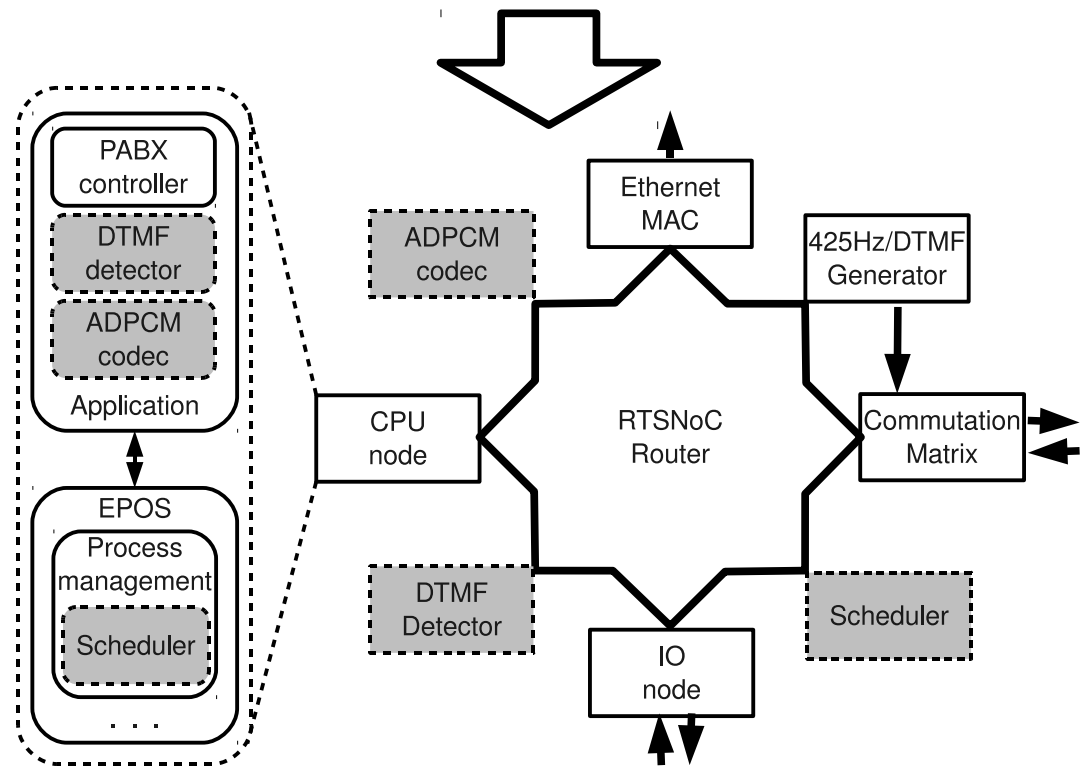 PABX
controller
DTMF
detector
ADPCM
codec
Application
EPOS
Process
management
Scheduler
. . .
CPU
node
ADPCM
codec
Ethernet
MAC
425Hz/DTMF
Generator
RTSNoC
Router
Commutation
Matrix
DTMF
Detector
IO
node
Scheduler